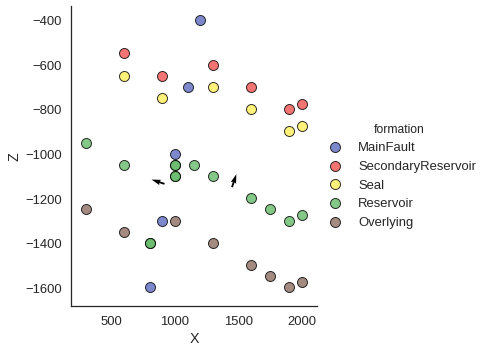 −400
−600
−800
−1000
−1200
−1400
−1600
Z
500
1000
1500
2000
X
formation
MainFault
SecondaryReservoir
Seal
Reservoir
Overlying